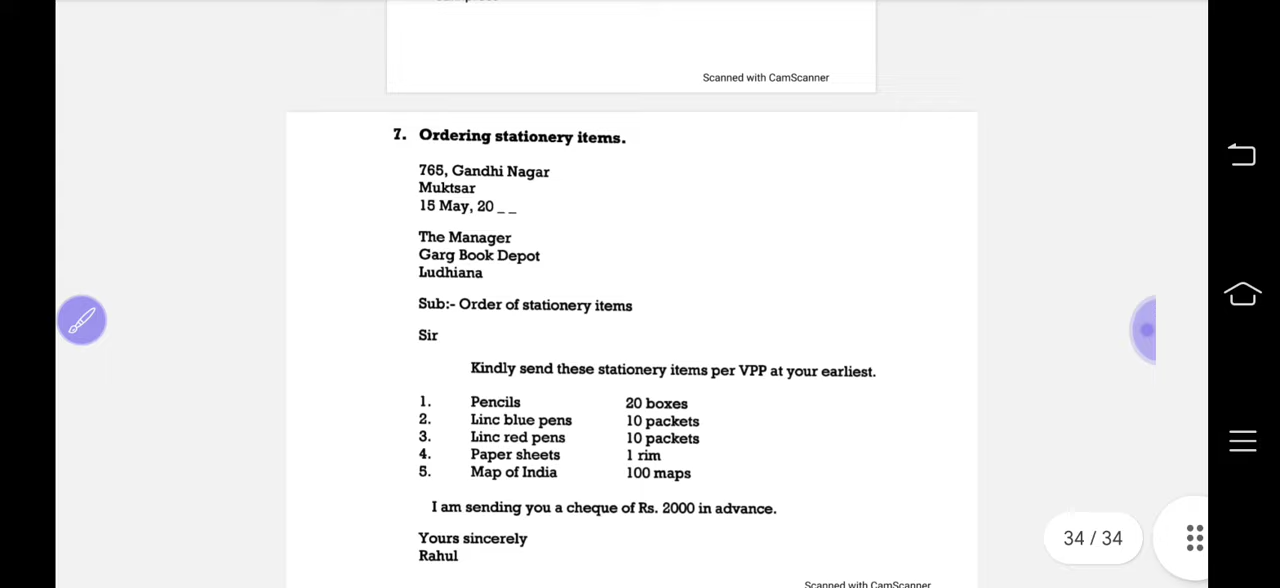 Scanned with CamScanner
7. Ordering stationery items.
765, Gandhi Nagar
Muktsar
15 May, 20 _ _
The Manager
Garg Book Depot
Ludhiana
Sub:- Order of stationery items
Sir
Kindly send these stationery items per VPP at your earliest.
1. Pencils 20 boxes
2. Linc blue pens 10 packets
3. Linc red pens 10 packets
4. Paper sheets 1 rim
5. Map of India 100 maps
I am sending you a cheque of Rs. 2000 in advance.
Yours sincerely
Rahul
34 / 34
Scanned with CamScanner